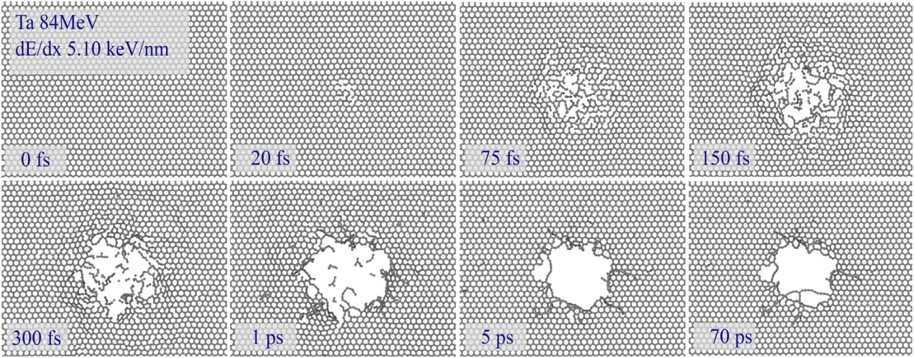 Ta 84MeV
dE/dx 5.10 keV/nm
0 fs
20 fs
75 fs
150 fs
300 fs
1 ps
5 ps
70 ps